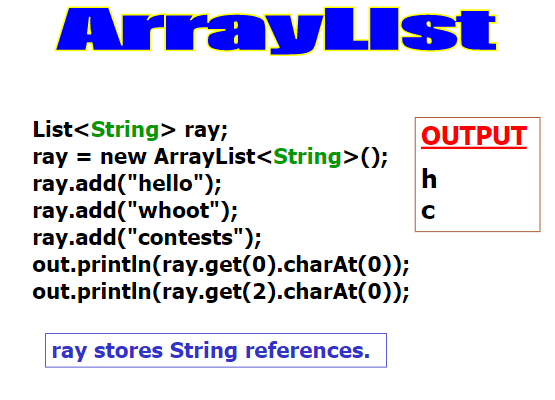 ArrayList
List<String> ray;
ray = new ArrayList<String>();
ray.add("hello");
ray.add("whoot");
ray.add("contests");
out.println(ray.get(0).charAt(0));
out.println(ray.get(2).charAt(0));
OUTPUT
h
c
ray stores String references.